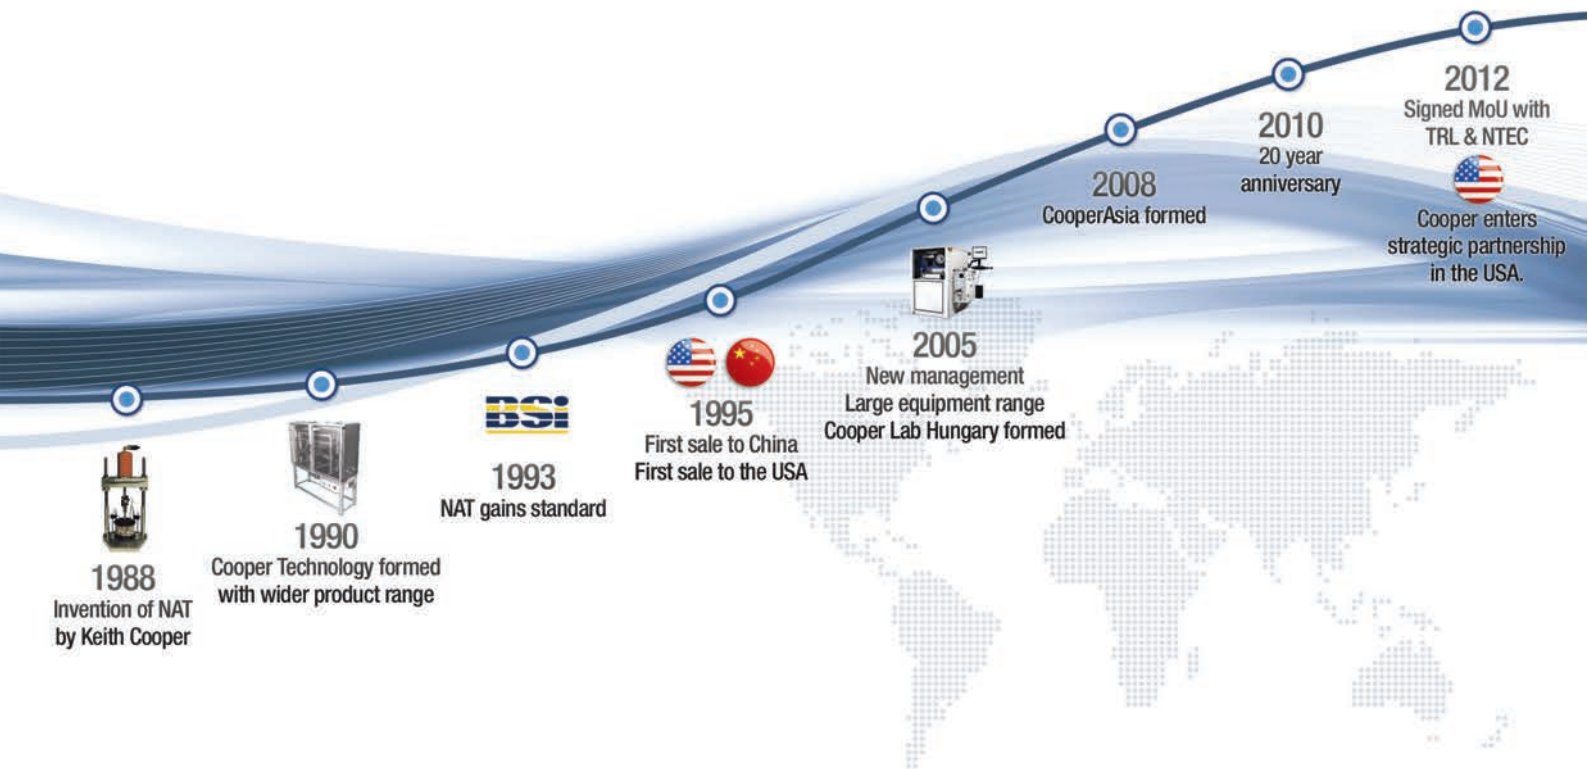 1988
Invention of NAT
by Keith Cooper
1990
Cooper Technology formed
with wider product range
BSi
1993
NAT gains standard
1995
First sale to China
First sale to the USA
2005
New management
Large equipment range
Cooper Lab Hungary formed
2008
CooperAsia formed
2010
20 year
anniversary
2012
Signed MoU with
TRL & NTEC
Cooper enters
strategic partnership
in the USA.